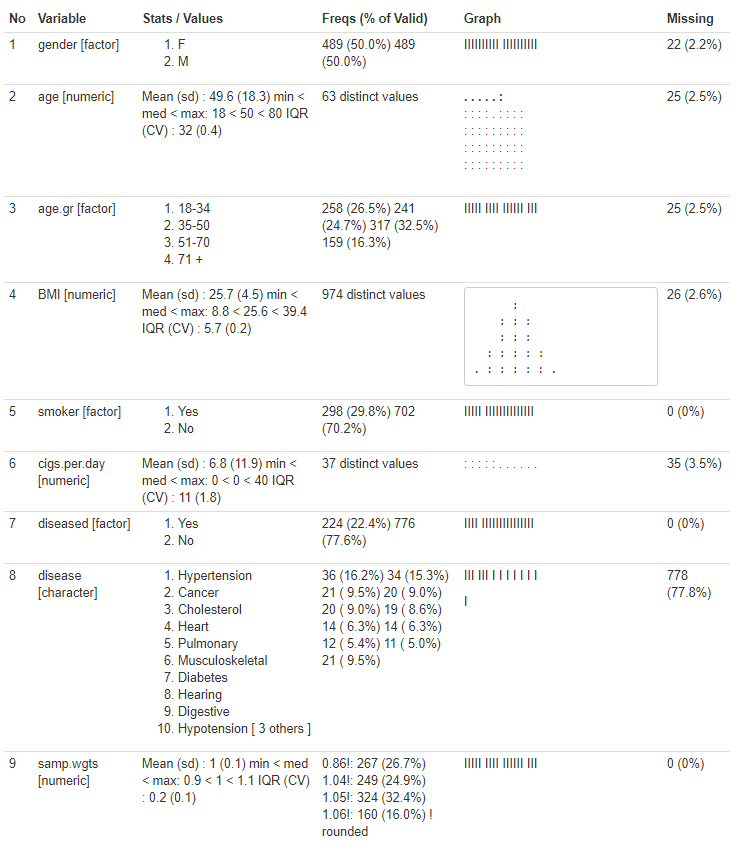 No Variable Stats / Values Freqs (% of Valid) Graph Missing
1 gender [factor] 1. F 489 (50.0%) 489 IIIIIIIIII IIIIIIIIII 22 (2.2%)
2. M (50.0%)
2 age [numeric] Mean (sd) : 49.6 (18.3) min < 63 distinct values . . . . . : 25 (2.5%)
med < max: 18 < 50 < 80 IQR : : : : . : : : :
(CV) : 32 (0.4) : : : : : : : : :
: : : : : : : : :
: : : : : : : : :
3 age.gr [factor] 1. 18-34 258 (26.5%) 241 IIIII IIII IIIIII III 25 (2.5%)
2. 35-50 (24.7%) 317 (32.5%)
3. 51-70 159 (16.3%)
4. 71 +
4 BMI [numeric] Mean (sd) : 25.7 (4.5) min < 974 distinct values : 26 (2.6%)
med < max: 8.8 < 25.6 < 39.4 : : :
IQR (CV) : 5.7 (0.2) : : :
: : : : :
. : : : : : .
5 smoker [factor] 1. Yes 298 (29.8%) 702 IIIII IIIIIIIIIIIIII 0 (0%)
2. No (70.2%)
6 cigs.per.day Mean (sd) : 6.8 (11.9) min < 37 distinct values : : : : : . . . . . . 35 (3.5%)
[numeric] med < max: 0 < 0 < 40 IQR
(CV) : 11 (1.8)
7 diseased [factor] 1. Yes 224 (22.4%) 776 IIII IIIIIIIIIIIIIII 0 (0%)
2. No (77.6%)
8 disease 1. Hypertension 36 (16.2%) 34 (15.3%) III III I I I I I I I 778
[character] 2. Cancer 21 ( 9.5%) 20 ( 9.0%) (77.8%)
3. Cholesterol 20 ( 9.0%) 19 ( 8.6%) I
4. Heart 14 ( 6.3%) 14 ( 6.3%)
5. Pulmonary 12 ( 5.4%) 11 ( 5.0%)
6. Musculoskeletal 21 ( 9.5%)
7. Diabetes
8. Hearing
9. Digestive
10. Hypotension [ 3 others ]
9 samp.wgts Mean (sd) : 1 (0.1) min < med 0.86!: 267 (26.7%) IIIII IIII IIIIII III 0 (0%)
[numeric] < max: 0.9 < 1 < 1.1 IQR (CV) 1.04!: 249 (24.9%)
: 0.2 (0.1) 1.05!: 324 (32.4%)
1.06!: 160 (16.0%) !
rounded